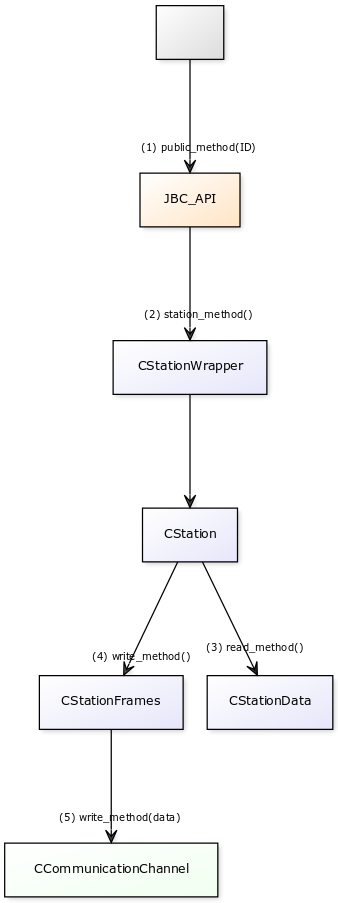 (1) public_method(ID)
JBC_API
(2) station_method()
CStationWrapper
CStation
(3) read_method()
(4) write_method()
CStationFrames
CStationData
(5) write_method(data)
CCommunicationChannel